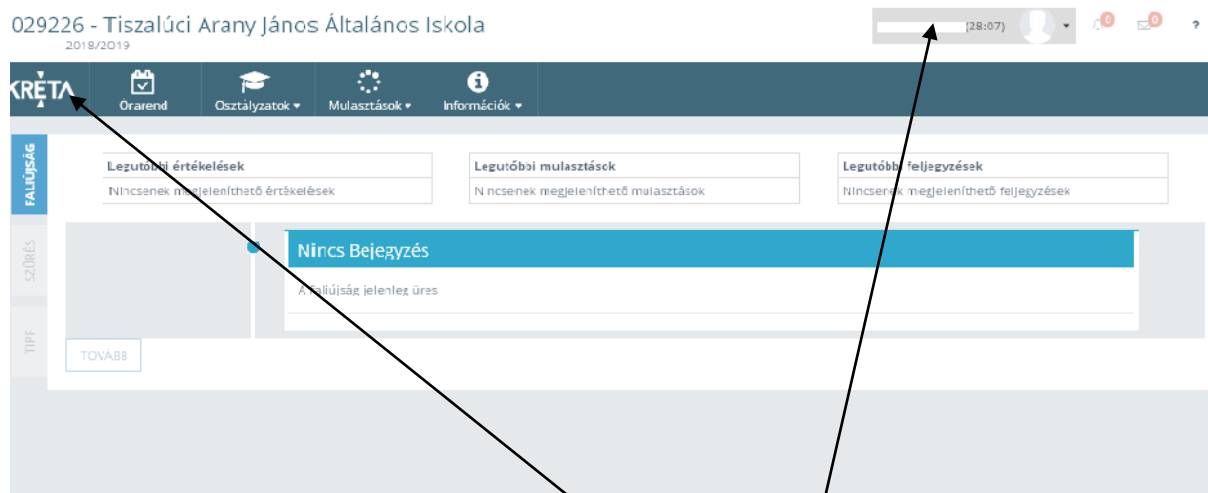 029226 - Tiszalúci Arany János Általános Iskola
2018/2019
(28:07)
0
0
?
KRÉTA
Órarend
Osztályzatok
Mulasztások
Információk
FALIÚJSÁG
SZŰRÉS
TIPP
Legutóbbi értékelések
Nincsenek megjeleníthető értékelések
Legutóbbi mulasztások
Nincsenek megjeleníthető mulasztások
Legutóbbi feljegyzések
Nincsenek megjeleníthető feljegyzések
Nincs Bejegyzés
A faliújság jelenleg üres
TOVÁBB